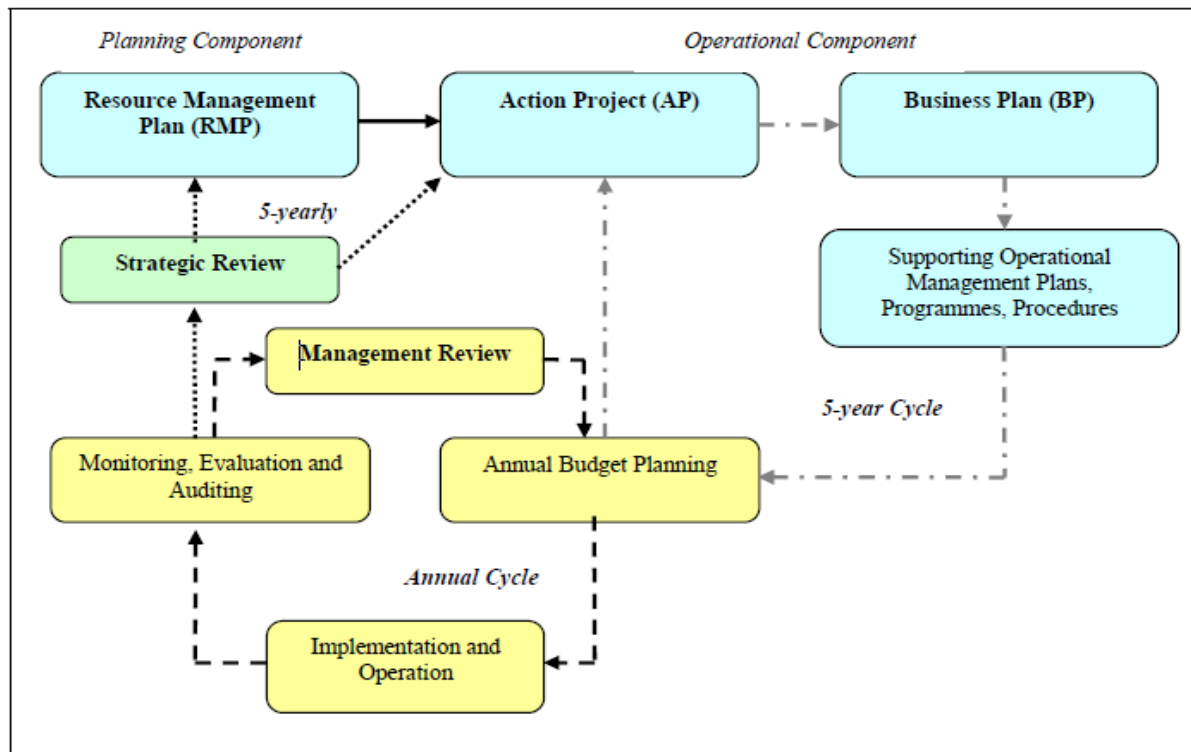 Planning Component
Operational Component
Resource Management
Plan (RMP)
Action Project (AP)
Business Plan (BP)
5-yearly
Strategic Review
Supporting Operational
Management Plans,
Programmes, Procedures
Management Review
5-year Cycle
Monitoring, Evaluation and
Auditing
Annual Budget Planning
Annual Cycle
Implementation and
Operation